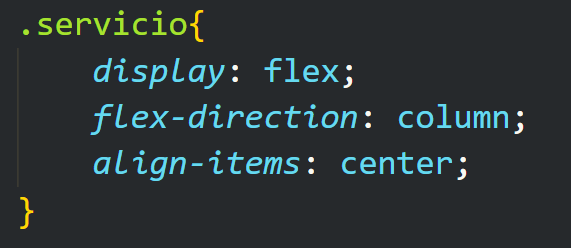 .servicio{
    display: flex;
    flex-direction: column;
    align-items: center;
}